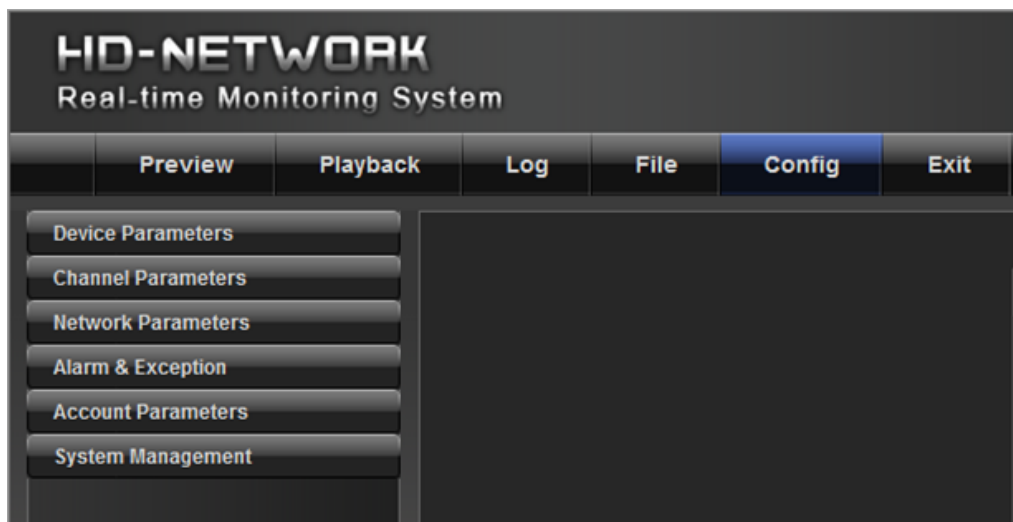 HD-NETWORK
Real-time Monitoring System
Preview Playback Log File Config Exit
Device Parameters
Channel Parameters
Network Parameters
Alarm & Exception
Account Parameters
System Management